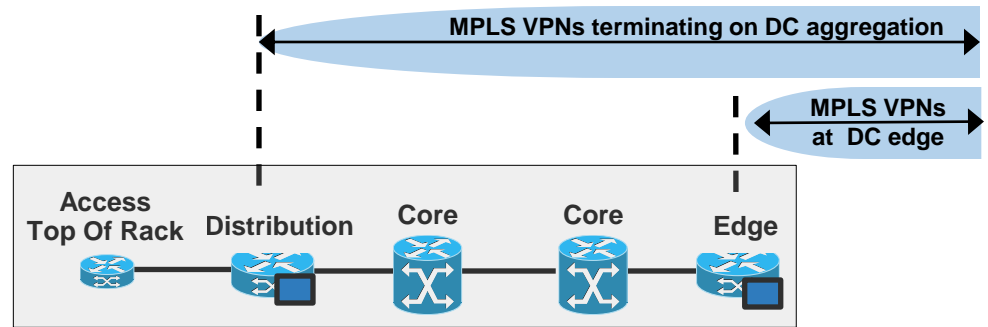 MPLS VPNs terminating on DC aggregation
MPLS VPNs
at DC edge
Access
Top Of Rack
Distribution
Core
Core
Edge